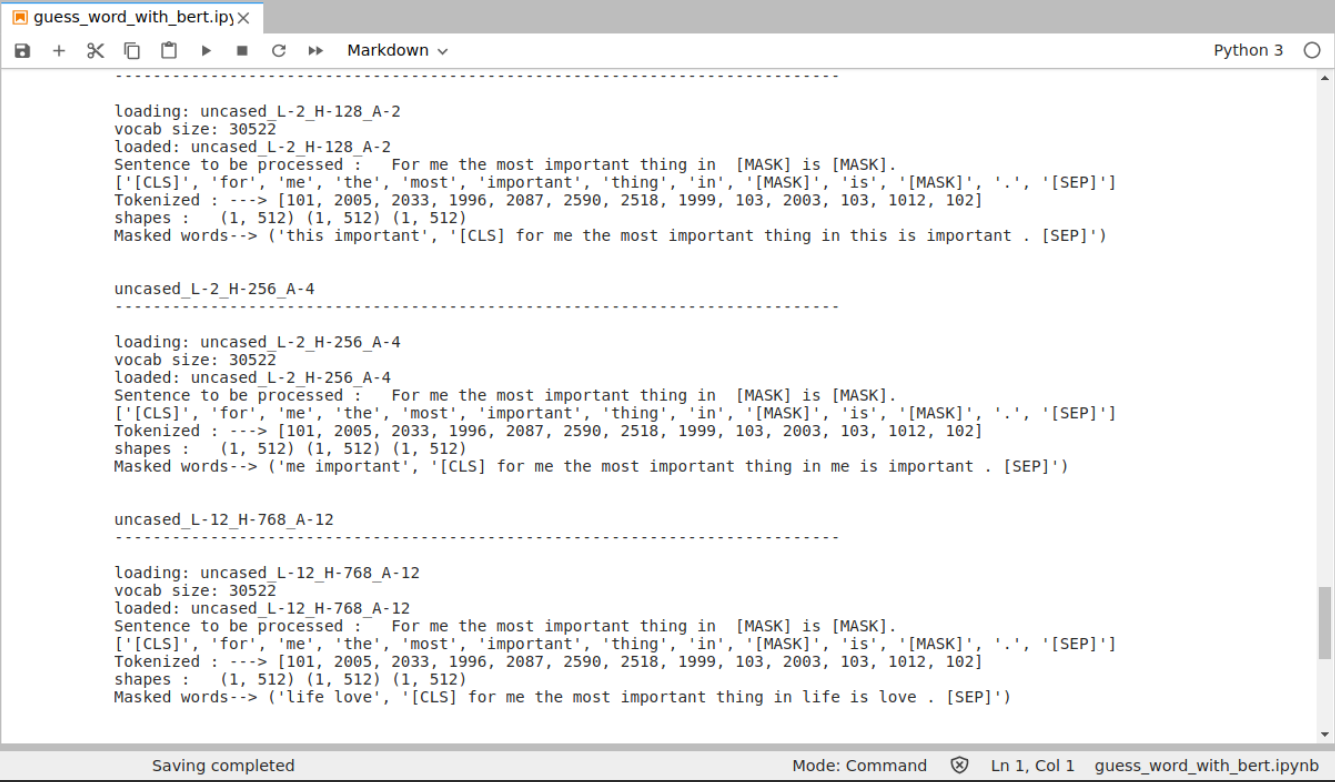 guess_word_with_bert.ipy
Markdown
Python 3
---------------------------------------------------------------------------
loading: uncased_L-2_H-128_A-2
vocab size: 30522
loaded: uncased_L-2_H-128_A-2
Sentence to be processed :   For me the most important thing in  [MASK] is [MASK].
['[CLS]', 'for', 'me', 'the', 'most', 'important', 'thing', 'in', '[MASK]', 'is', '[MASK]', '.', '[SEP]']
Tokenized : ---> [101, 2005, 2033, 1996, 2087, 2590, 2518, 1999, 103, 2003, 103, 1012, 102]
shapes :   (1, 512) (1, 512) (1, 512)
Masked words--> ('this important', '[CLS] for me the most important thing in this is important . [SEP]')
uncased_L-2_H-256_A-4
---------------------------------------------------------------------------
loading: uncased_L-2_H-256_A-4
vocab size: 30522
loaded: uncased_L-2_H-256_A-4
Sentence to be processed :   For me the most important thing in  [MASK] is [MASK].
['[CLS]', 'for', 'me', 'the', 'most', 'important', 'thing', 'in', '[MASK]', 'is', '[MASK]', '.', '[SEP]']
Tokenized : ---> [101, 2005, 2033, 1996, 2087, 2590, 2518, 1999, 103, 2003, 103, 1012, 102]
shapes :   (1, 512) (1, 512) (1, 512)
Masked words--> ('me important', '[CLS] for me the most important thing in me is important . [SEP]')
uncased_L-12_H-768_A-12
---------------------------------------------------------------------------
loading: uncased_L-12_H-768_A-12
vocab size: 30522
loaded: uncased_L-12_H-768_A-12
Sentence to be processed :   For me the most important thing in  [MASK] is [MASK].
['[CLS]', 'for', 'me', 'the', 'most', 'important', 'thing', 'in', '[MASK]', 'is', '[MASK]', '.', '[SEP]']
Tokenized : ---> [101, 2005, 2033, 1996, 2087, 2590, 2518, 1999, 103, 2003, 103, 1012, 102]
shapes :   (1, 512) (1, 512) (1, 512)
Masked words--> ('life love', '[CLS] for me the most important thing in life is love . [SEP]')
Saving completed
Mode: Command
Ln 1, Col 1
guess_word_with_bert.ipynb